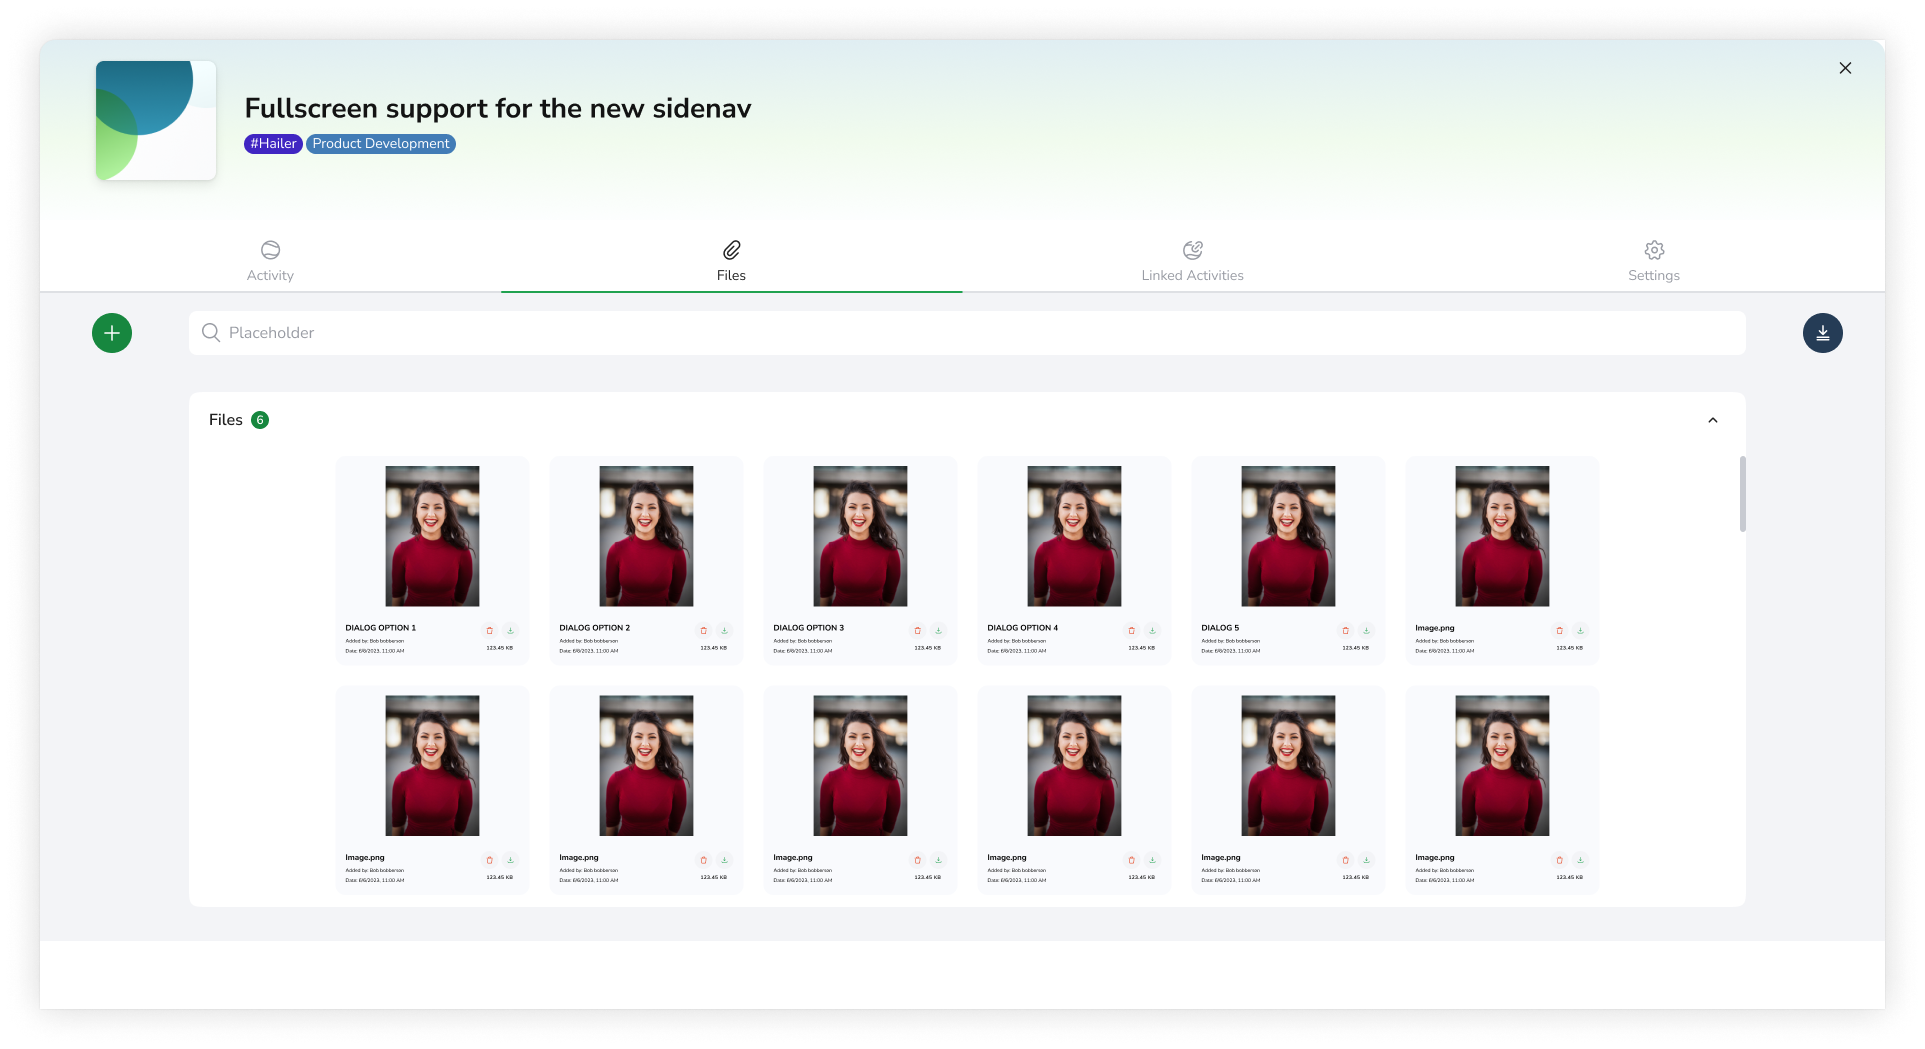 Fullscreen support for the new sidenav
#Hailer Product Development
Activity Files Linked Activities Settings
Placeholder
Files 6
DIALOG OPTION 1
Added by: Bob bobberson
Date: 6/6/2023, 11:00 AM
123.45 KB
DIALOG OPTION 2
Added by: Bob bobberson
Date: 6/6/2023, 11:00 AM
123.45 KB
DIALOG OPTION 3
Added by: Bob bobberson
Date: 6/6/2023, 11:00 AM
123.45 KB
DIALOG OPTION 4
Added by: Bob bobberson
Date: 6/6/2023, 11:00 AM
123.45 KB
DIALOG 5
Added by: Bob bobberson
Date: 6/6/2023, 11:00 AM
123.45 KB
Image.png
Added by: Bob bobberson
Date: 6/6/2023, 11:00 AM
123.45 KB
Image.png
Added by: Bob bobberson
Date: 6/6/2023, 11:00 AM
123.45 KB
Image.png
Added by: Bob bobberson
Date: 6/6/2023, 11:00 AM
123.45 KB
Image.png
Added by: Bob bobberson
Date: 6/6/2023, 11:00 AM
123.45 KB
Image.png
Added by: Bob bobberson
Date: 6/6/2023, 11:00 AM
123.45 KB
Image.png
Added by: Bob bobberson
Date: 6/6/2023, 11:00 AM
123.45 KB
Image.png
Added by: Bob bobberson
Date: 6/6/2023, 11:00 AM
123.45 KB